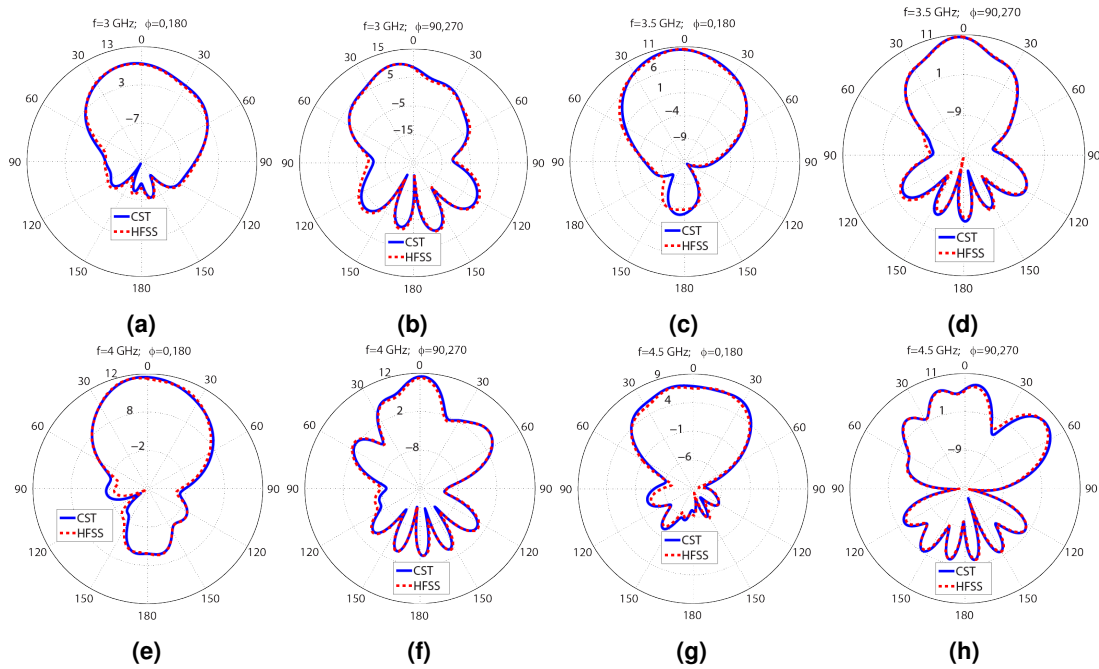 f=3 GHz; ϕ=0,180
13 0
30 30
3
60 60
−7
90 90
CST
HFSS
120 120
150 150
180
(a)
f=3 GHz; ϕ=90,270
15 0
30 30
5
60 60
-5
-15
90 90
120 120
CST
HFSS
150 150
180
(b)
f=3.5 GHz; ϕ=0,180
11 0
30 30
6
60 1 60
−4
−9
90 90
180 120
CST
HFSS
150 150
180
(c)
f=3.5 GHz; ϕ=90,270
11 0
30 30
1
60 60
−9
90 90
120 120
CST
HFSS
150 150
180
(d)
f=4 GHz; ϕ=0,180
12 0
30 30
8
60 60
−2
90 90
CST
HFSS
120 120
150 150
180
(e)
f=4 GHz; ϕ=90,270
12 0
30 30
2
60 60
−8
90 90
120 120
CST
HFSS
150 150
180
(f)
f=4.5 GHz; ϕ=0,180
9 0
30 30
4
60 −1 60
−6
90 90
120 120
CST
HFSS
150 150
180
(g)
f=4.5 GHz; ϕ=90,270
11 0
30 30
1
60 60
−9
90 90
120 120
CST
HFSS
150 150
180
(h)